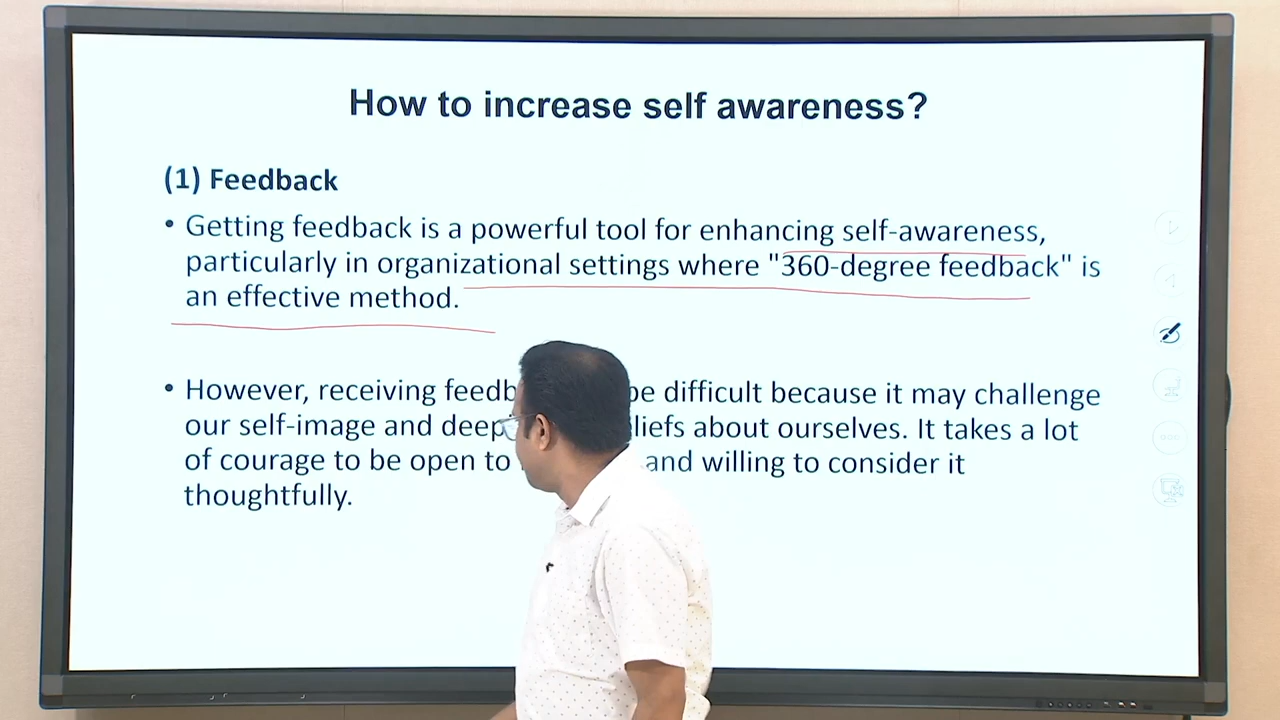 How to increase self awareness?
(1) Feedback
• Getting feedback is a powerful tool for enhancing self-awareness,
particularly in organizational settings where "360-degree feedback" is
an effective method.
• However, receiving be difficult because it may challenge
our self-image and about ourselves. It takes a lot
of courage to be open to and willing to consider it
thoughtfully.